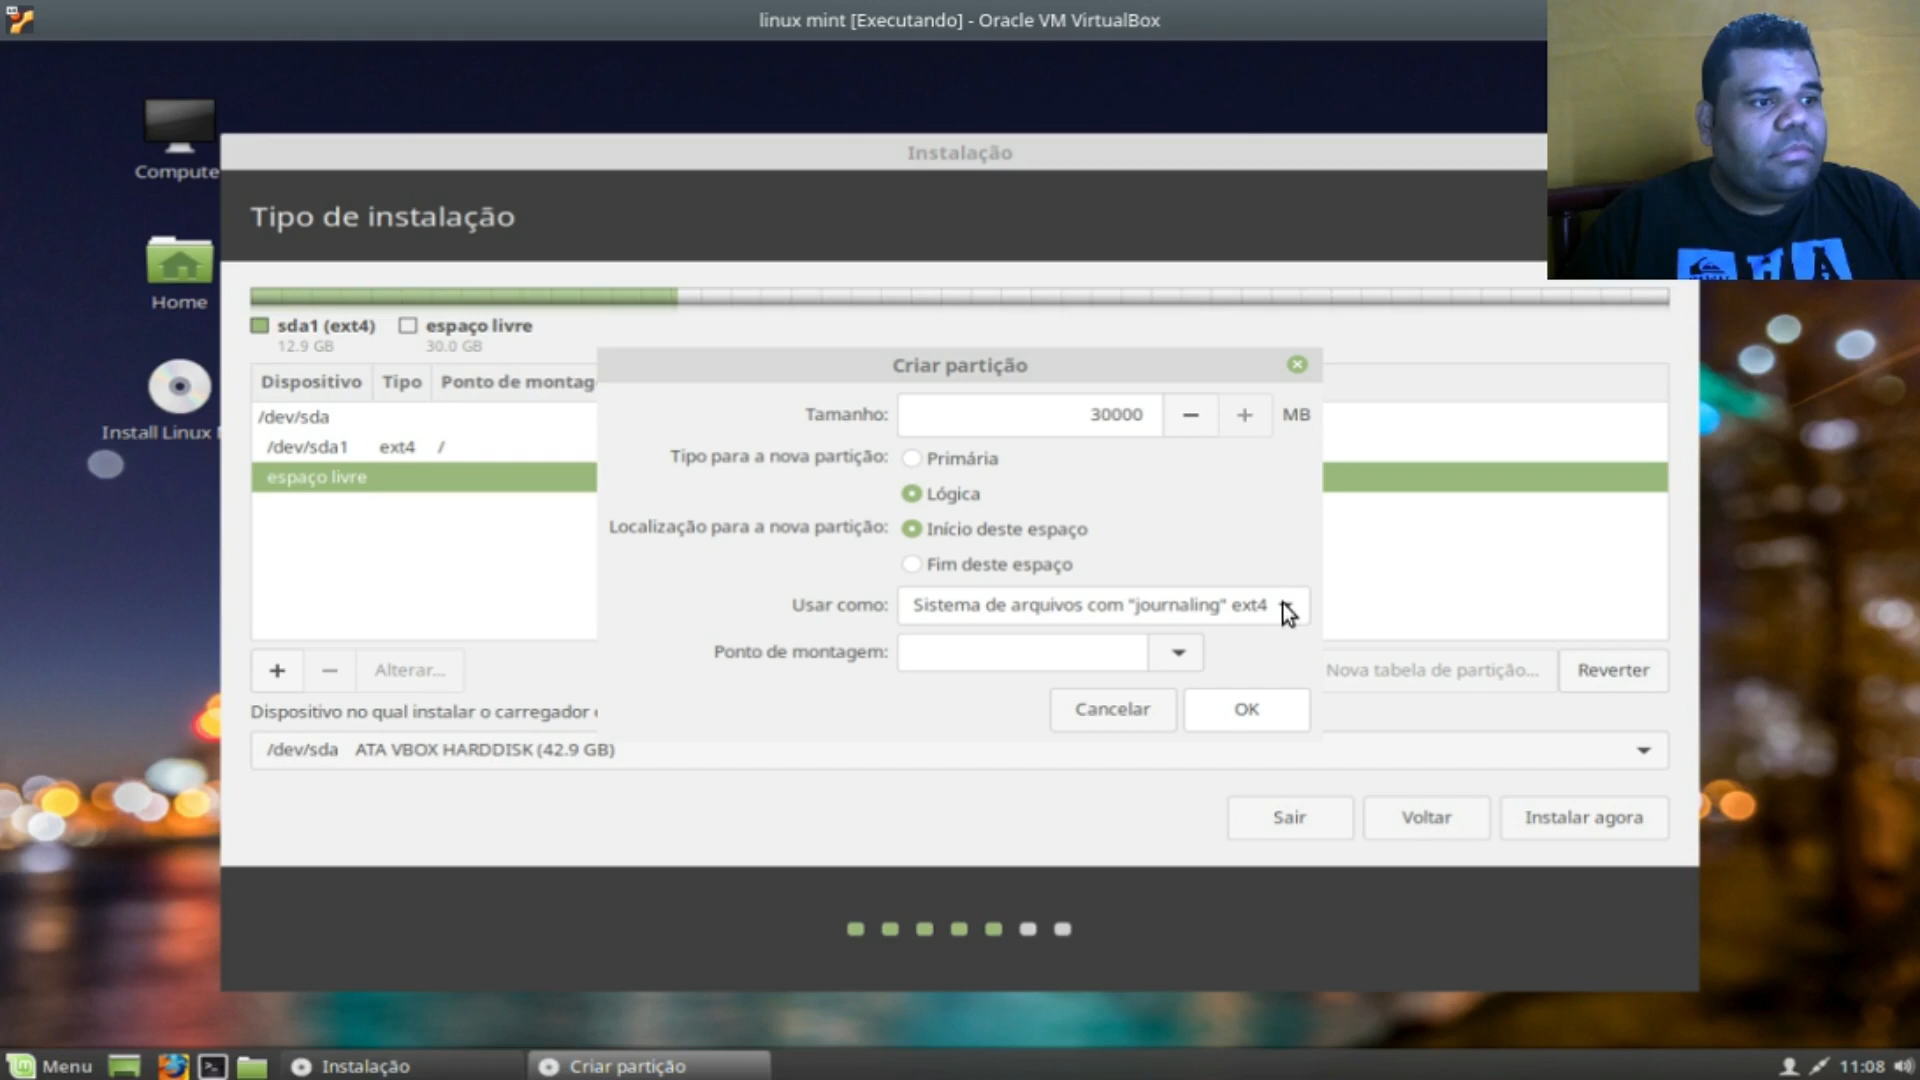 linux mint [Executando] - Oracle VM VirtualBox
Compute
Home
Install Linux
Instalação
Tipo de instalação
sda1 (ext4)
12.9 GB
espaço livre
30.0 GB
Dispositivo Tipo Ponto de montag
/dev/sda
/dev/sda1 ext4 /
espaço livre
Criar partição
Tamanho: 30000 MB
Tipo para a nova partição: Primária
Lógica
Localização para a nova partição: Início deste espaço
Fim deste espaço
Usar como: Sistema de arquivos com "journaling" ext4
Ponto de montagem:
Cancelar OK
+ − Alterar... Nova tabela de partição... Reverter
Dispositivo no qual instalar o carregador
/dev/sda ATA VBOX HARDDISK (42.9 GB)
Sair Voltar Instalar agora
Menu Instalação Criar partição 11:08